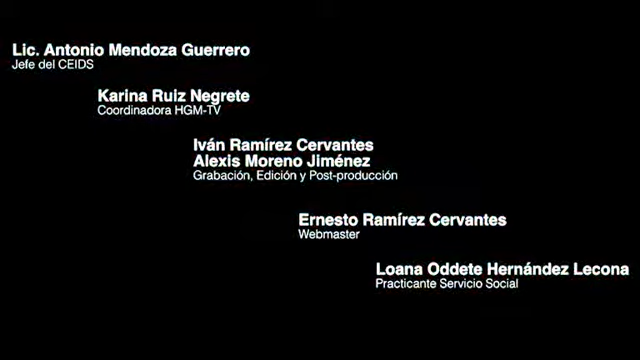 Lic. Antonio Mendoza Guerrero
Jefe del CEIDS
Karina Ruiz Negrete
Coordinadora HGM-TV
Iván Ramírez Cervantes
Alexis Moreno Jiménez
Grabación, Edición y Post-producción
Ernesto Ramírez Cervantes
Webmaster
Loana Oddete Hernández Lecona
Practicante Servicio Social